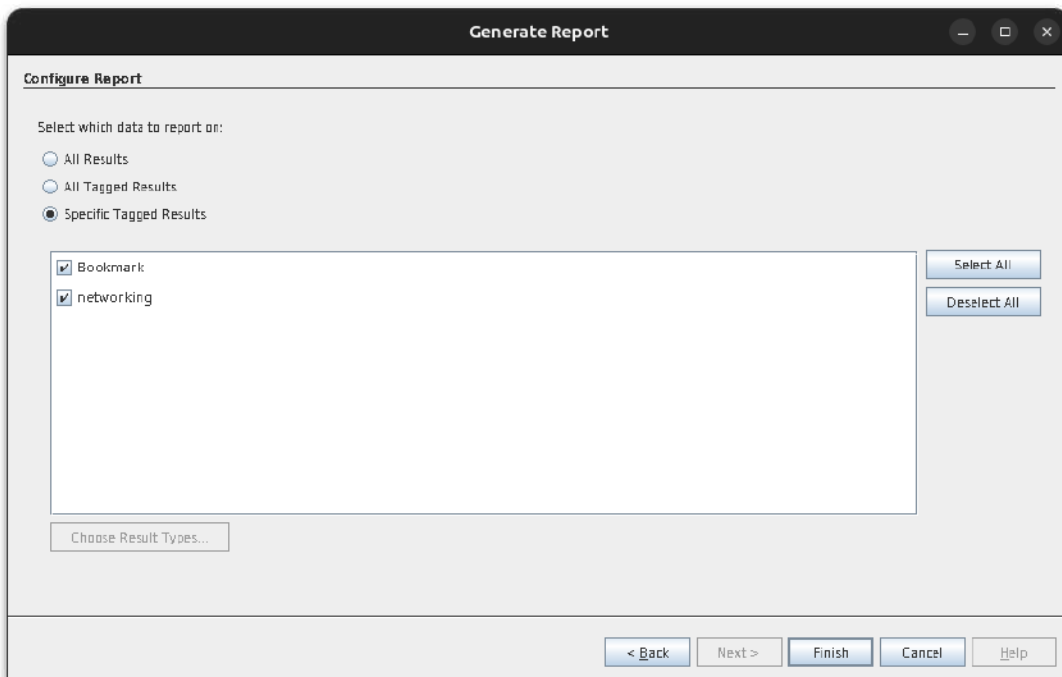 Generate Report
Configure Report
Select which data to report on:
All Results
All Tagged Results
Specific Tagged Results
Bookmark
networking
Select All
Deselect All
Choose Result Types...
< Back
Next >
Finish
Cancel
Help